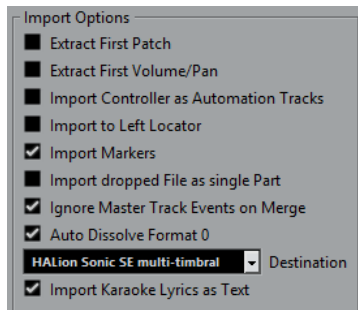 Import Options
Extract First Patch
Extract First Volume/Pan
Import Controller as Automation Tracks
Import to Left Locator
Import Markers
Import dropped File as single Part
Ignore Master Track Events on Merge
Auto Dissolve Format 0
HALion Sonic SE multi-timbral Destination
Import Karaoke Lyrics as Text